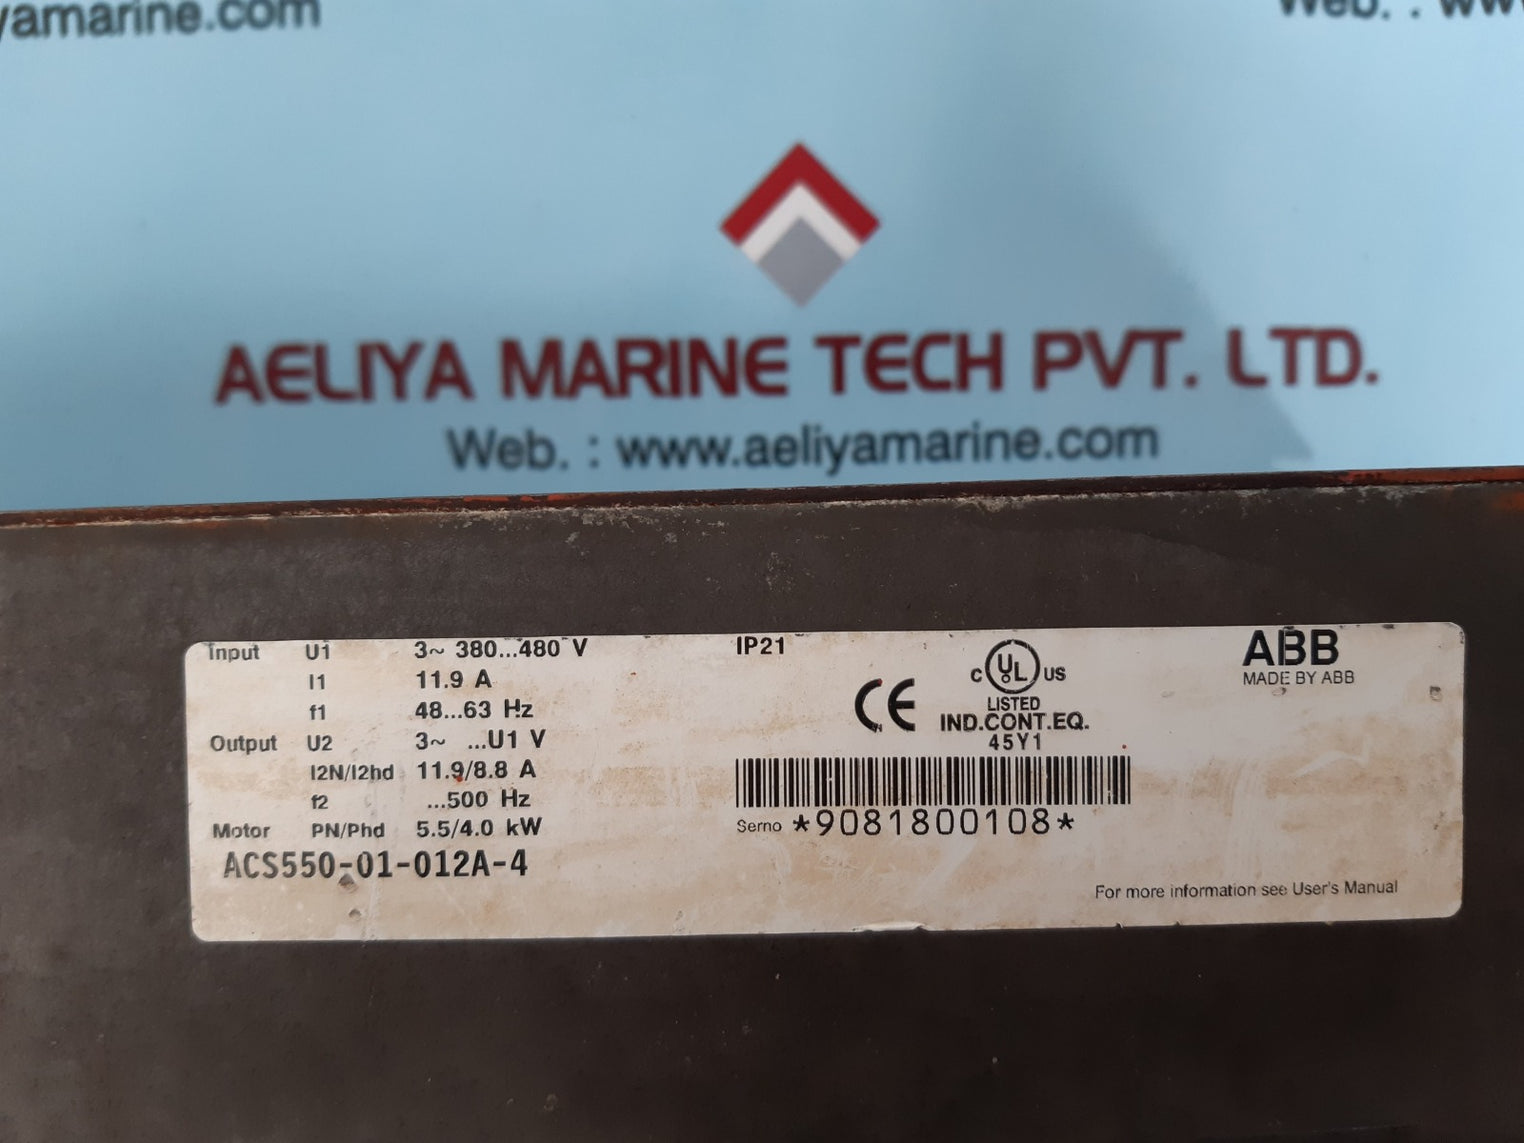 yamarine.com
Web. : www
AELIYA MARINE TECH PVT. LTD.
Web. : www.aeliyamarine.com
Input U1 3~ 380...480 V
I1 11.9 A
f1 48...63 Hz
Output U2 3~ ...U1 V
I2N/I2hd 11.9/8.8 A
f2 ...500 Hz
Motor PN/Phd 5.5/4.0 kW
ACS550-01-012A-4
IP21
CE
C UL US
LISTED
IND.CONT.EQ.
45Y1
Serno *9081800108*
ABB
MADE BY ABB
For more information see User's Manual